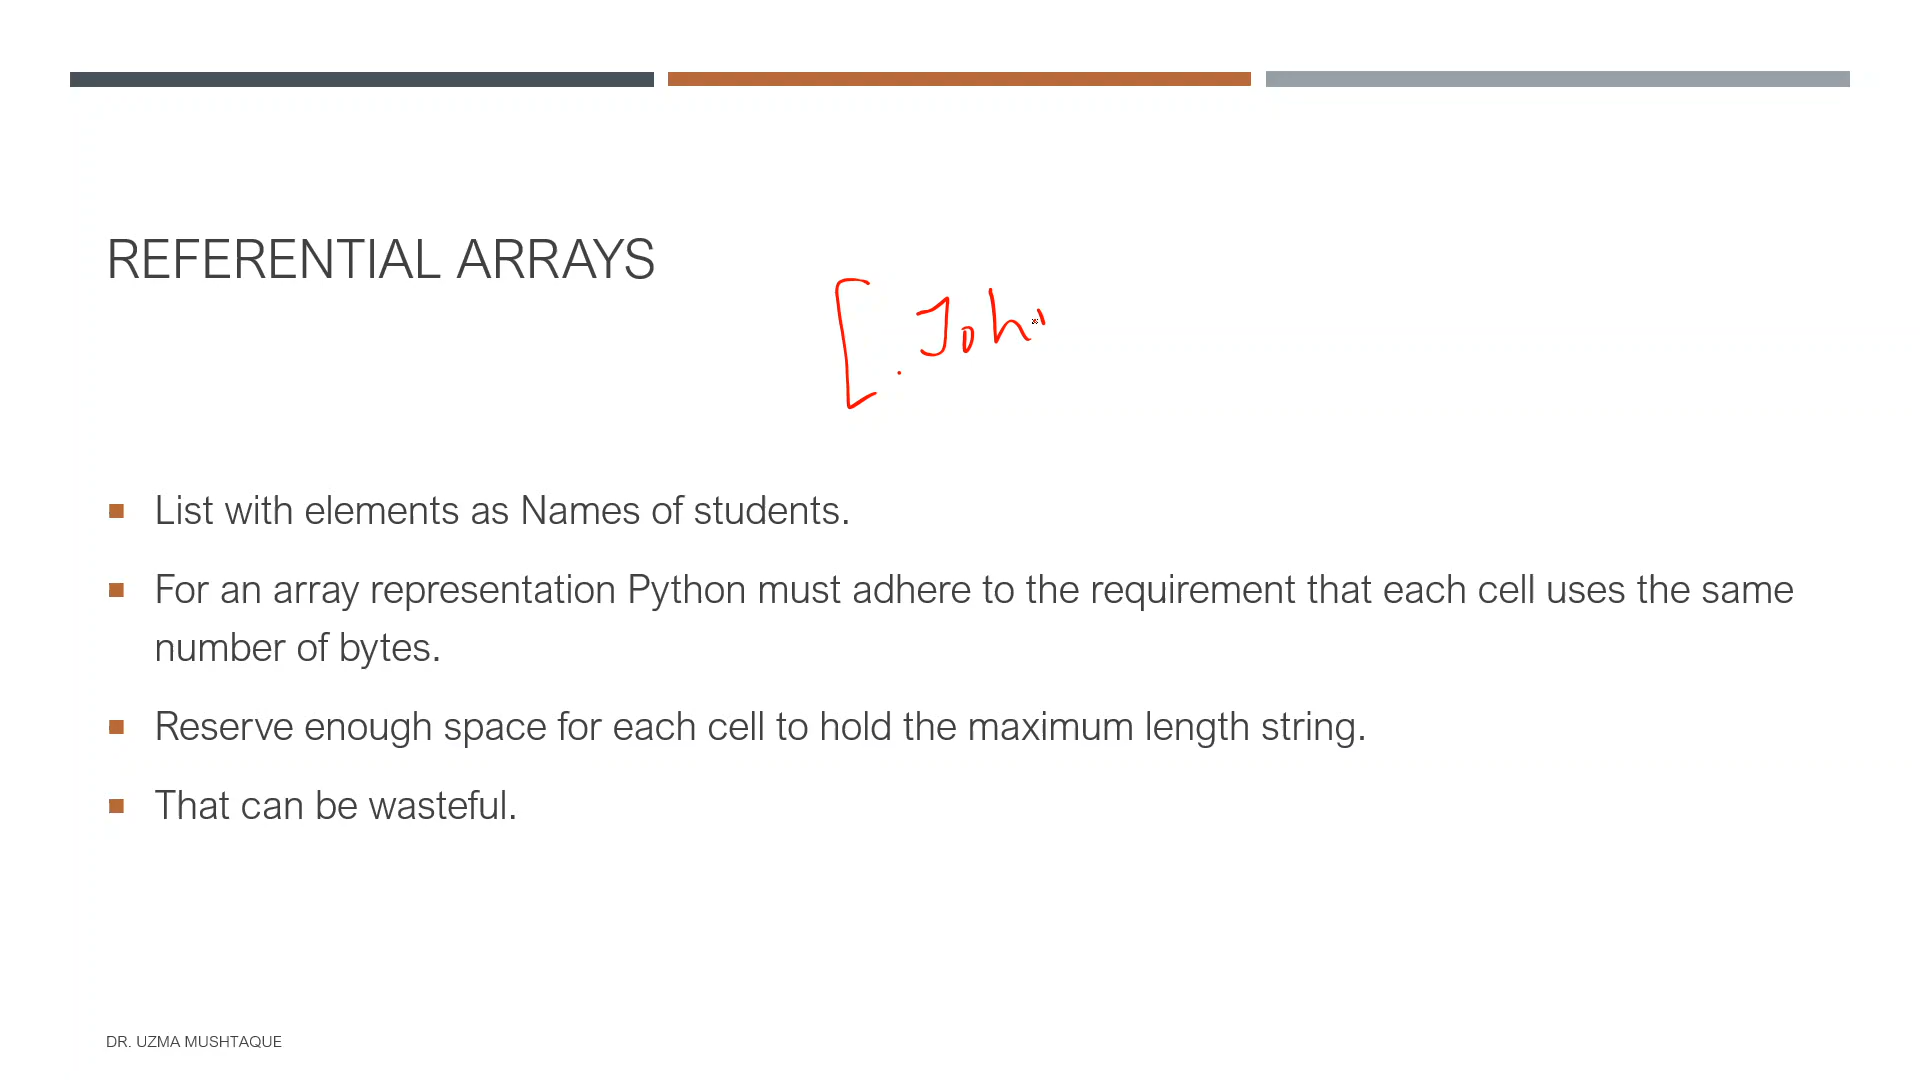 REFERENTIAL ARRAYS
[ Joh
▪ List with elements as Names of students.
▪ For an array representation Python must adhere to the requirement that each cell uses the same
number of bytes.
▪ Reserve enough space for each cell to hold the maximum length string.
▪ That can be wasteful.
DR. UZMA MUSHTAQUE